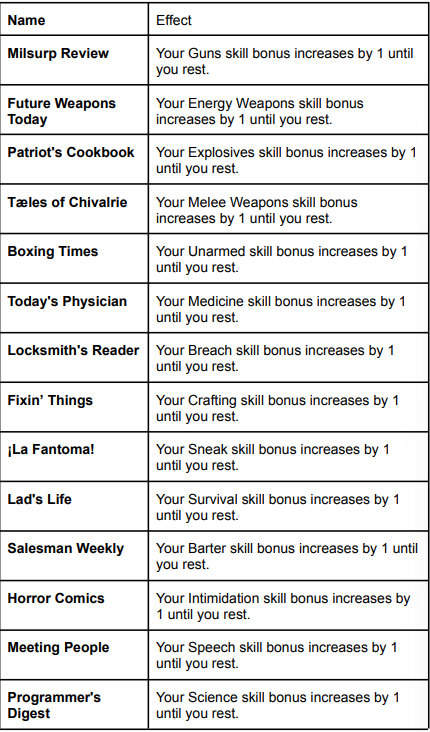 Name Effect
Milsurp Review Your Guns skill bonus increases by 1 until
you rest.
Future Weapons Your Energy Weapons skill bonus
Today increases by 1 until you rest.
Patriot's Cookbook Your Explosives skill bonus increases by 1
until you rest.
Tæles of Chivalrie Your Melee Weapons skill bonus
increases by 1 until you rest.
Boxing Times Your Unarmed skill bonus increases by 1
until you rest.
Today's Physician Your Medicine skill bonus increases by 1
until you rest.
Locksmith's Reader Your Breach skill bonus increases by 1
until you rest.
Fixin’ Things Your Crafting skill bonus increases by 1
until you rest.
¡La Fantoma! Your Sneak skill bonus increases by 1
until you rest.
Lad's Life Your Survival skill bonus increases by 1
until you rest.
Salesman Weekly Your Barter skill bonus increases by 1 until
you rest.
Horror Comics Your Intimidation skill bonus increases by
1 until you rest.
Meeting People Your Speech skill bonus increases by 1
until you rest.
Programmer's Your Science skill bonus increases by 1
Digest until you rest.